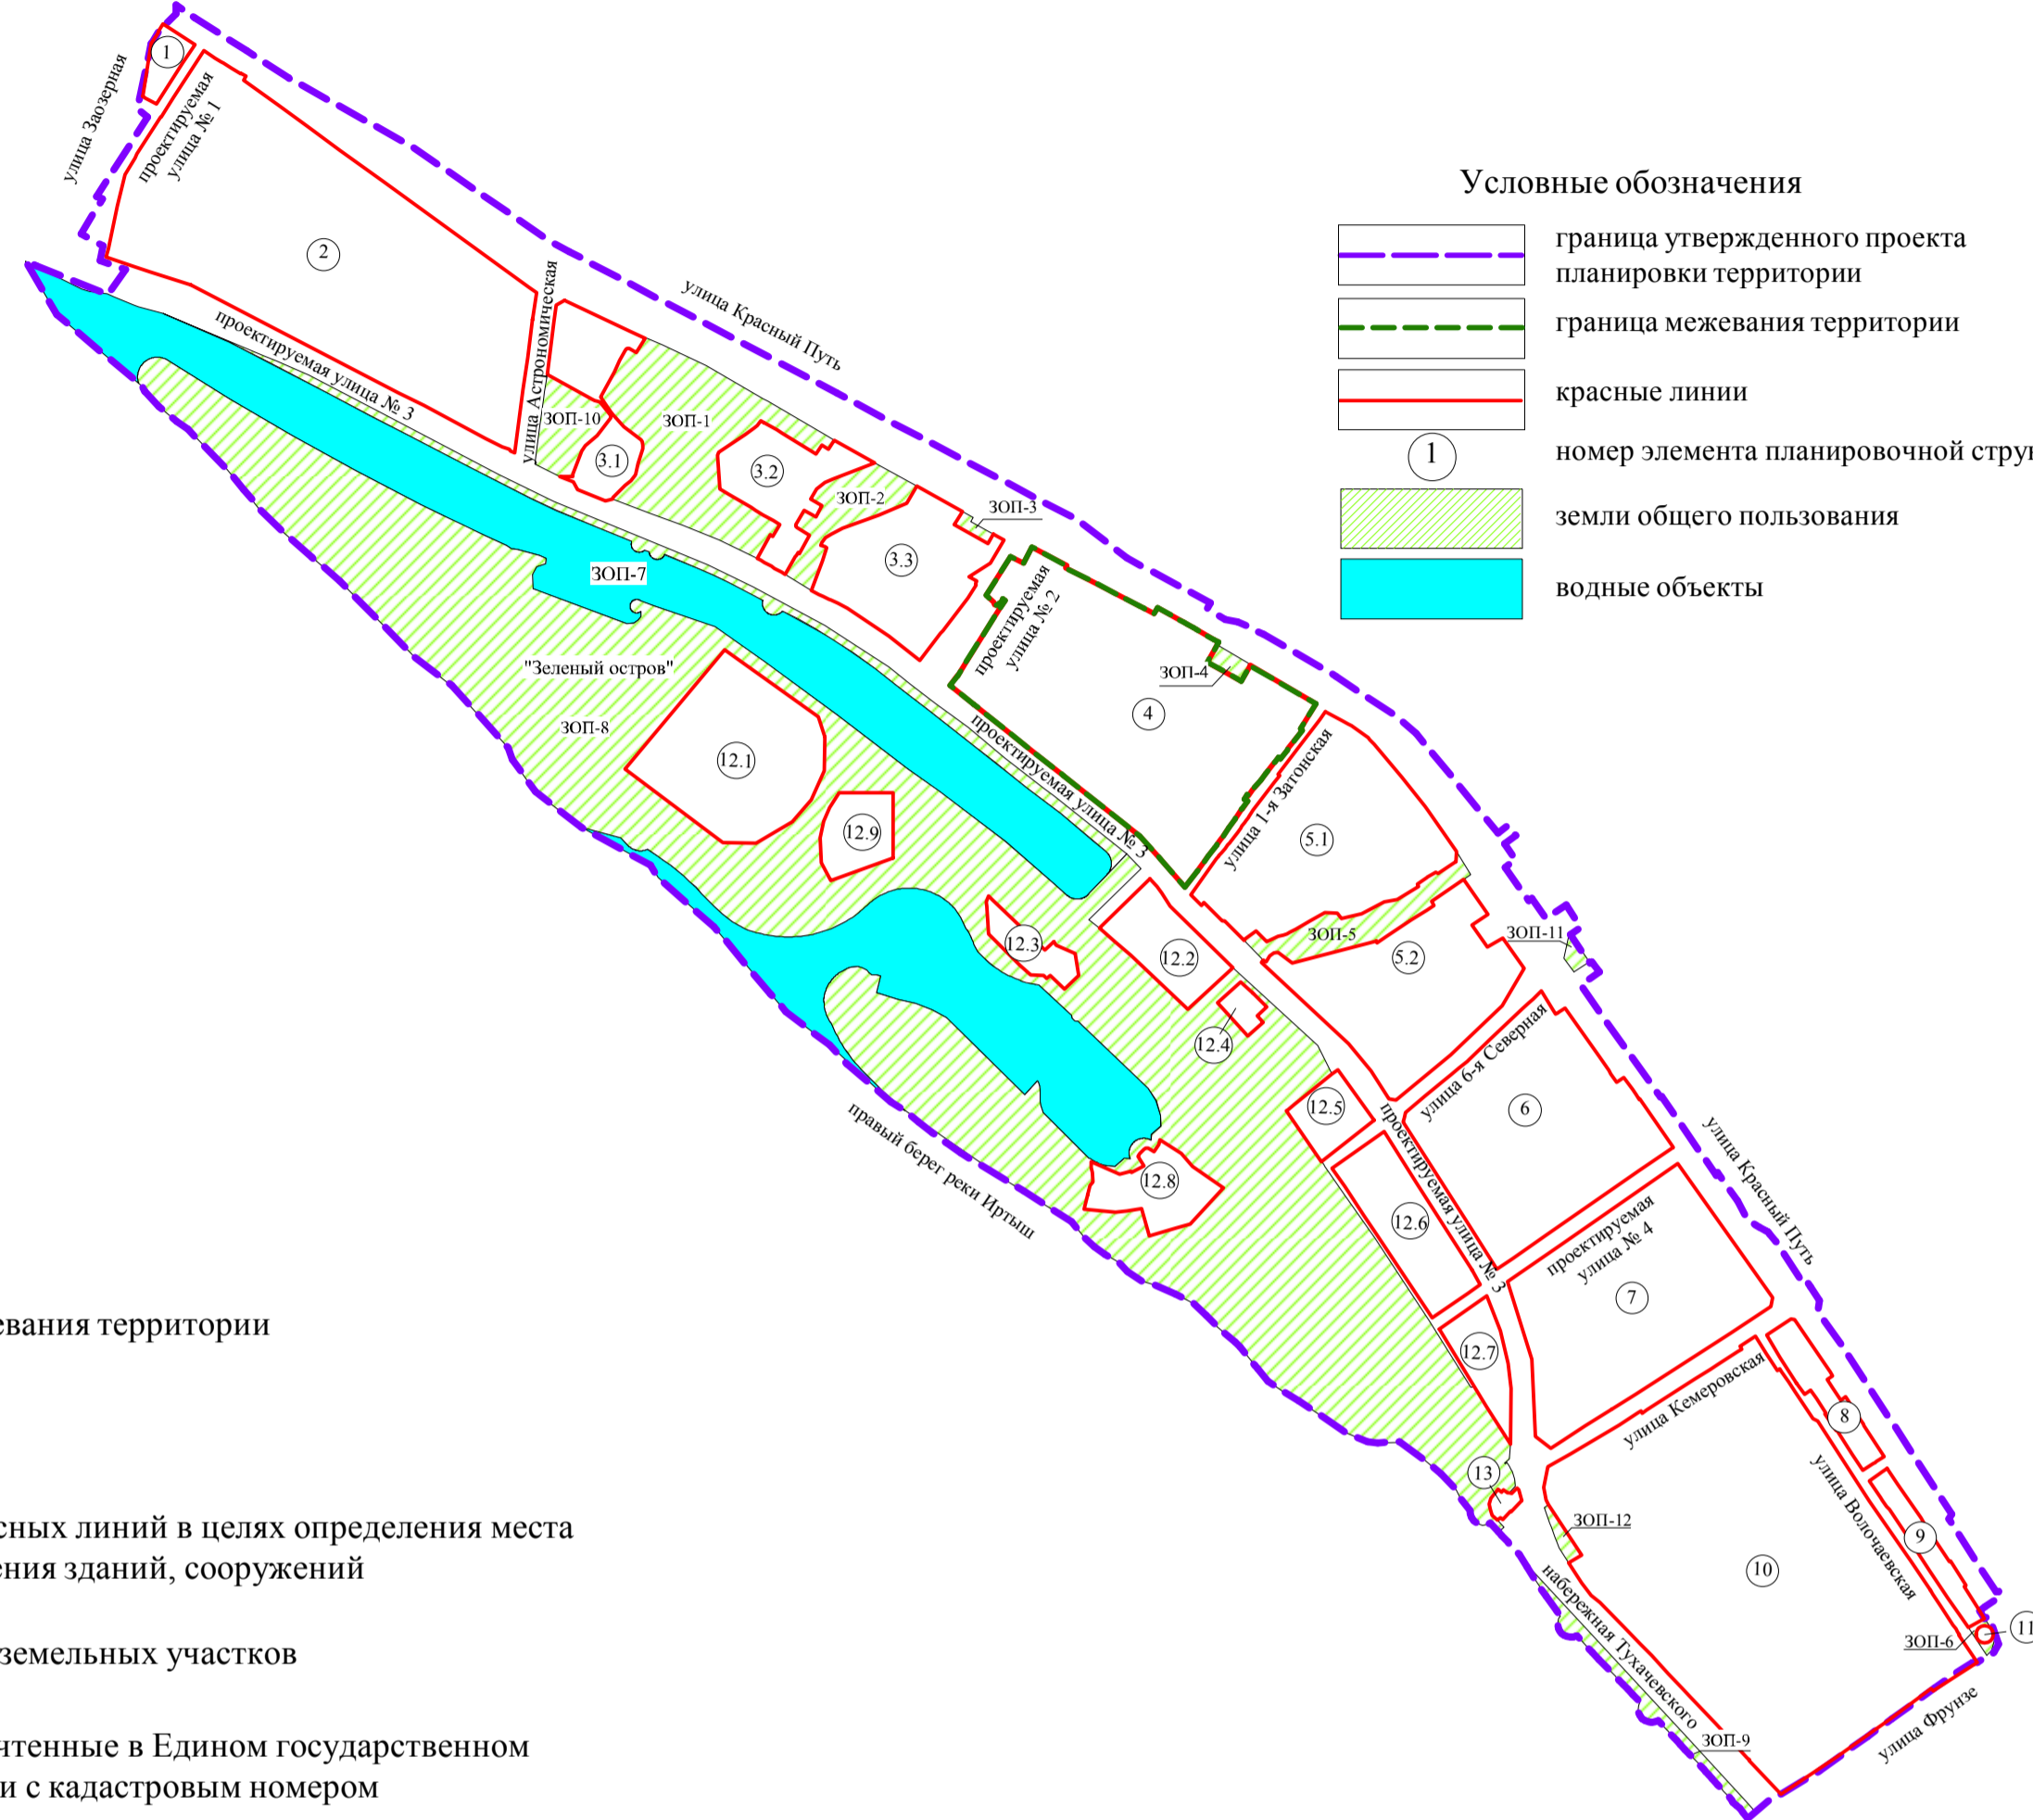 Условные обозначения
граница утвержденного проекта
планировки территории
граница межевания территории
красные линии
1
номер элемента планировочной
земли общего пользования
водные объекты
1
улица Заозерная
проектируемая
улица № 1
2
улица Красный Путь
улица Астрономическая
проектируемая улица № 3
ЗОП-10
ЗОП-1
3.1
3.2
ЗОП-2
ЗОП-3
3.3
ЗОП-7
проектируемая
улица № 2
"Зеленый остров"
ЗОП-4
4
ЗОП-8
12.1
проектируемая улица № 3
улица 1-я Затонская
12.9
5.1
12.3
12.2
ЗОП-5
5.2
ЗОП-11
12.4
улица 6-я Северная
12.5
6
правый берег реки Иртыш
проектируемая улица № 3
улица Красный Путь
12.8
12.6
проектируемая
улица № 4
7
12.7
улица Кемеровская
8
13
улица Волочаевская
ЗОП-12
9
10
набережная Тухачевского
11
ЗОП-6
улица Фрунзе
ЗОП-9
евания территории
сных линий в целях определения места
ения зданий, сооружений
земельных участков
чтенные в Едином государственном
и с кадастровым номером